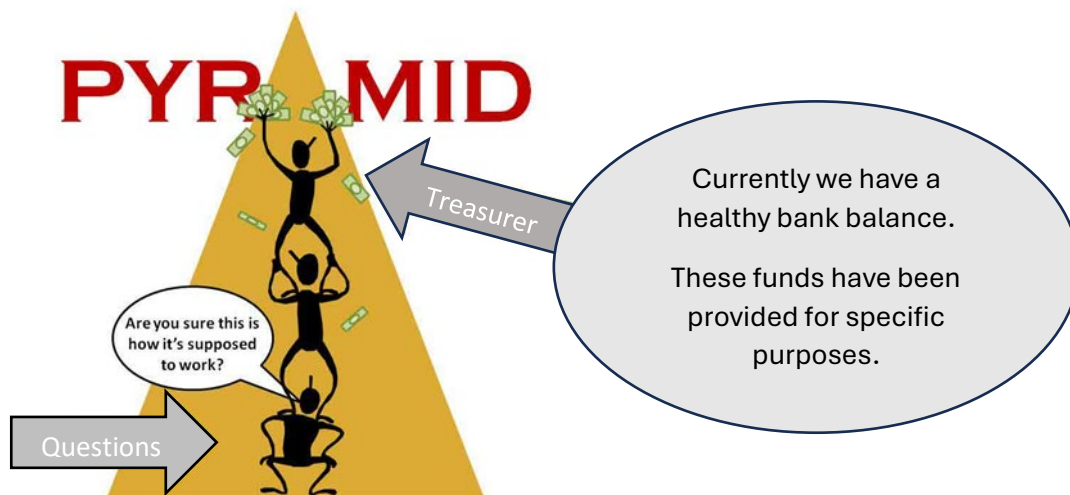 PYR MID
Treasurer
Currently we have a
healthy bank balance.
These funds have been
provided for specific
purposes.
Are you sure this is
how it's supposed
to work?
Questions